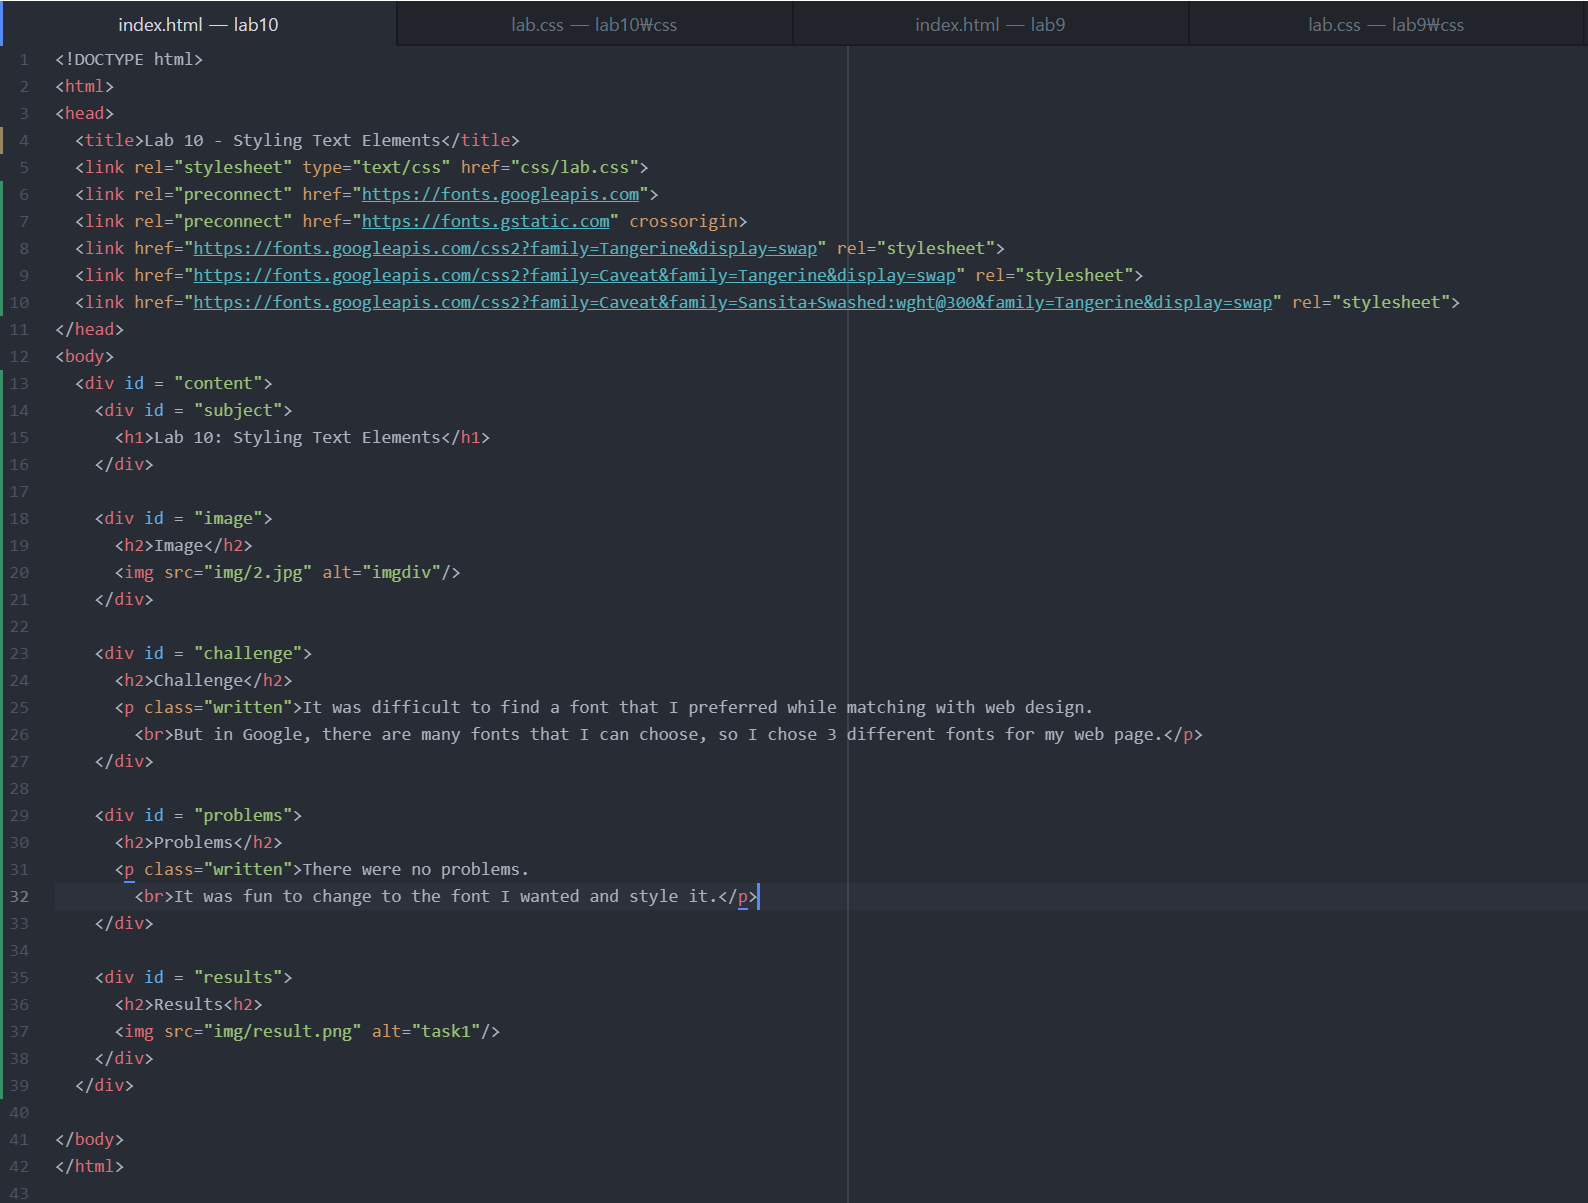 index.html — lab10 lab.css — lab10₩css index.html — lab9 lab.css — lab9₩css
1 <!DOCTYPE html>
2 <html>
3 <head>
4 <title>Lab 10 - Styling Text Elements</title>
5 <link rel="stylesheet" type="text/css" href="css/lab.css">
6 <link rel="preconnect" href="https://fonts.googleapis.com">
7 <link rel="preconnect" href="https://fonts.gstatic.com" crossorigin>
8 <link href="https://fonts.googleapis.com/css2?family=Tangerine&display=swap" rel="stylesheet">
9 <link href="https://fonts.googleapis.com/css2?family=Caveat&family=Tangerine&display=swap" rel="stylesheet">
10 <link href="https://fonts.googleapis.com/css2?family=Caveat&family=Sansita+Swashed:wght@300&family=Tangerine&display=swap" rel="stylesheet">
11 </head>
12 <body>
13 <div id = "content">
14 <div id = "subject">
15 <h1>Lab 10: Styling Text Elements</h1>
16 </div>
17
18 <div id = "image">
19 <h2>Image</h2>
20 <img src="img/2.jpg" alt="imgdiv"/>
21 </div>
22
23 <div id = "challenge">
24 <h2>Challenge</h2>
25 <p class="written">It was difficult to find a font that I preferred while matching with web design.
26 <br>But in Google, there are many fonts that I can choose, so I chose 3 different fonts for my web page.</p>
27 </div>
28
29 <div id = "problems">
30 <h2>Problems</h2>
31 <p class="written">There were no problems.
32 <br>It was fun to change to the font I wanted and style it.</p>
33 </div>
34
35 <div id = "results">
36 <h2>Results<h2>
37 <img src="img/result.png" alt="task1"/>
38 </div>
39 </div>
40
41 </body>
42 </html>
43